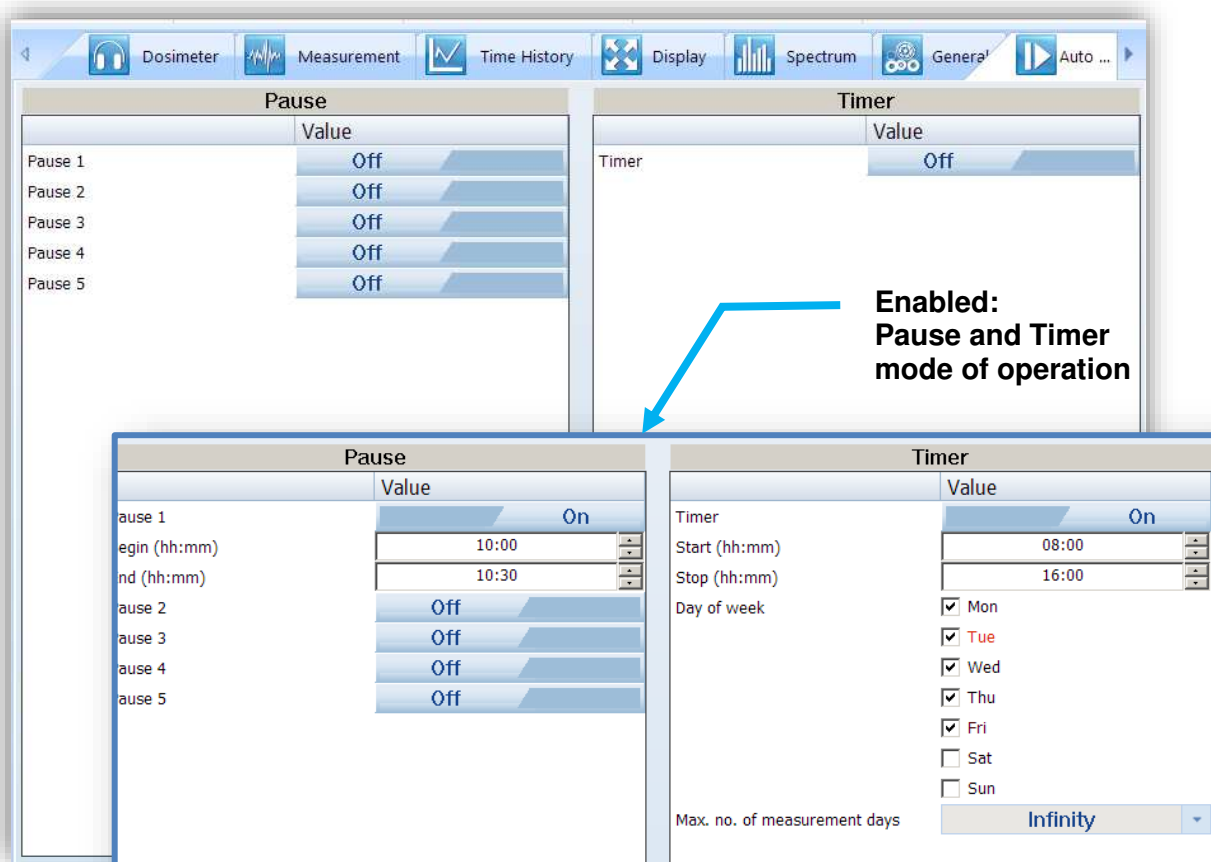 Dosimeter Measurement Time History Display Spectrum General Auto ...
Pause Timer
Value Value
Pause 1 Off Timer Off
Pause 2 Off
Pause 3 Off
Pause 4 Off
Pause 5 Off
Enabled:
Pause and Timer
mode of operation
Pause Timer
Value Value
ause 1 On Timer On
egin (hh:mm) 10:00 Start (hh:mm) 08:00
nd (hh:mm) 10:30 Stop (hh:mm) 16:00
ause 2 Off Day of week Mon
ause 3 Off Tue
ause 4 Off Wed
ause 5 Off Thu
Fri
Sat
Sun
Max. no. of measurement days Infinity